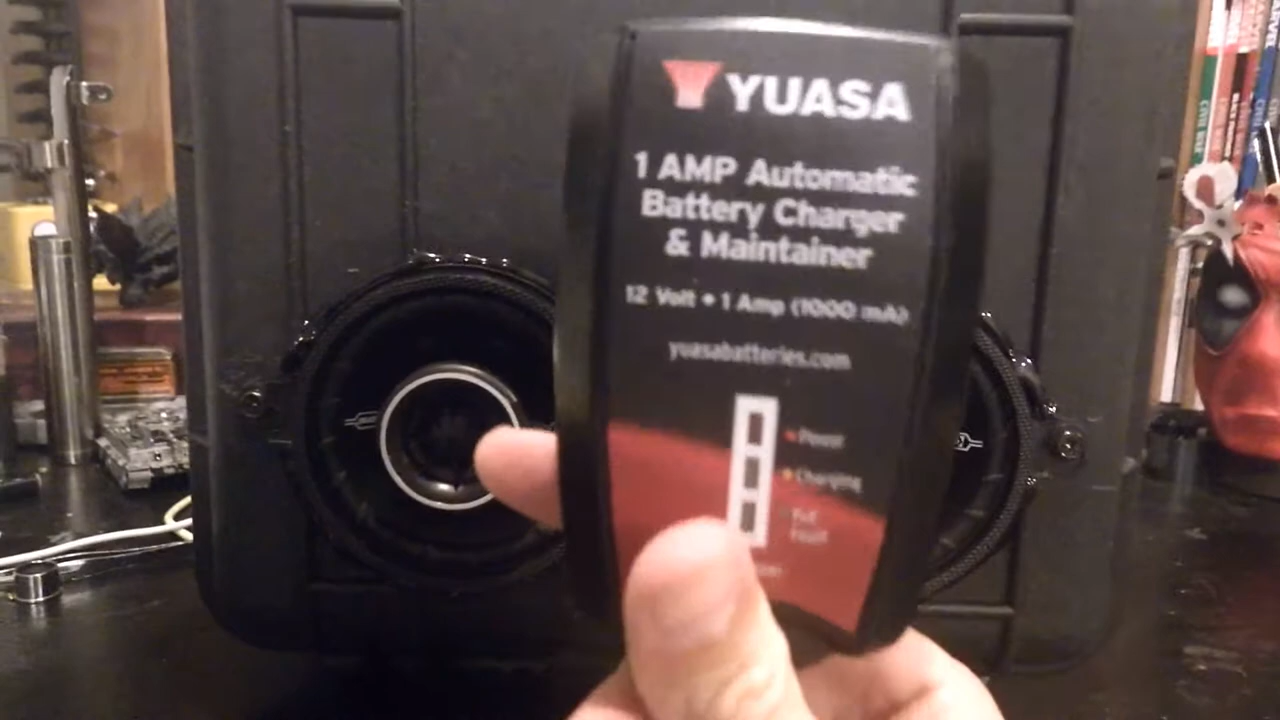 YUASA
1 AMP Automatic
Battery Charger
& Maintainer
12 Volt • 1 Amp (1000 mA)
yuasabatteries.com
Power
Charging